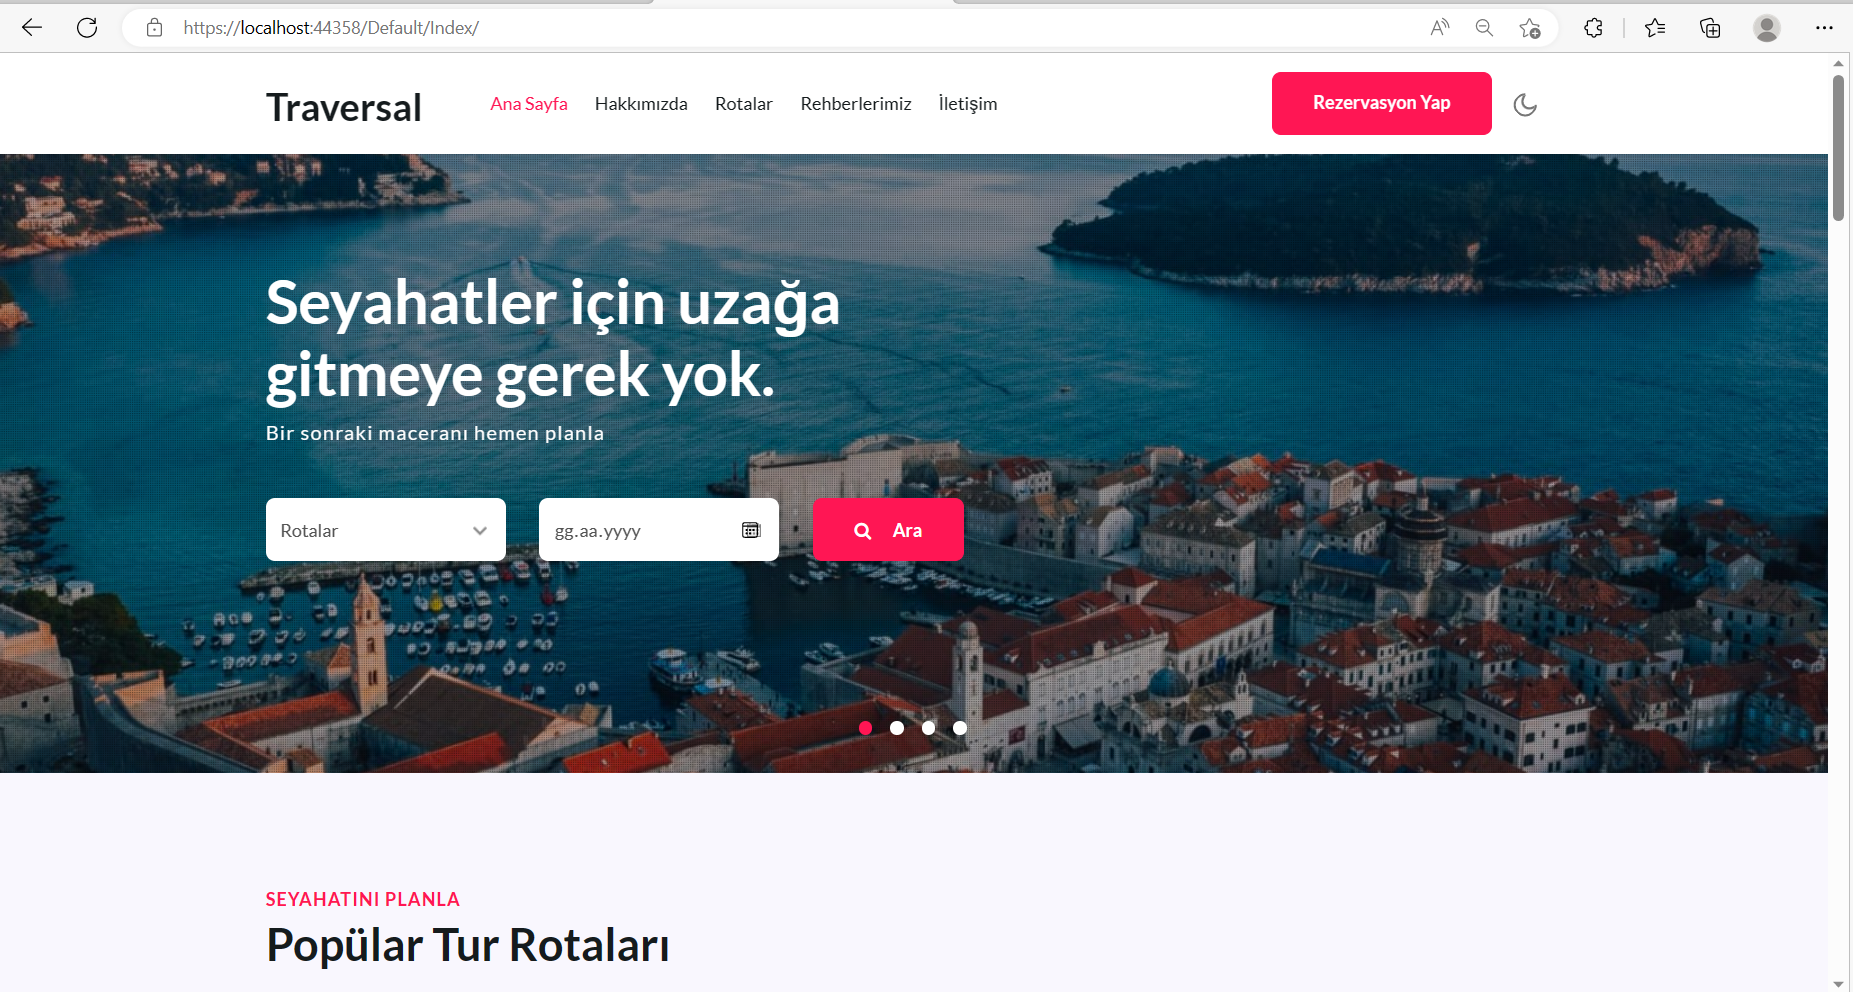 https://localhost:44358/Default/Index/
Traversal
Ana Sayfa Hakkımızda Rotalar Rehberlerimiz İletişim
Rezervasyon Yap
Seyahatler için uzağa
gitmeye gerek yok.
Bir sonraki maceranı hemen planla
Rotalar
gg.aa.yyyy
Ara
SEYAHATINI PLANLA
Popüler Tur Rotaları